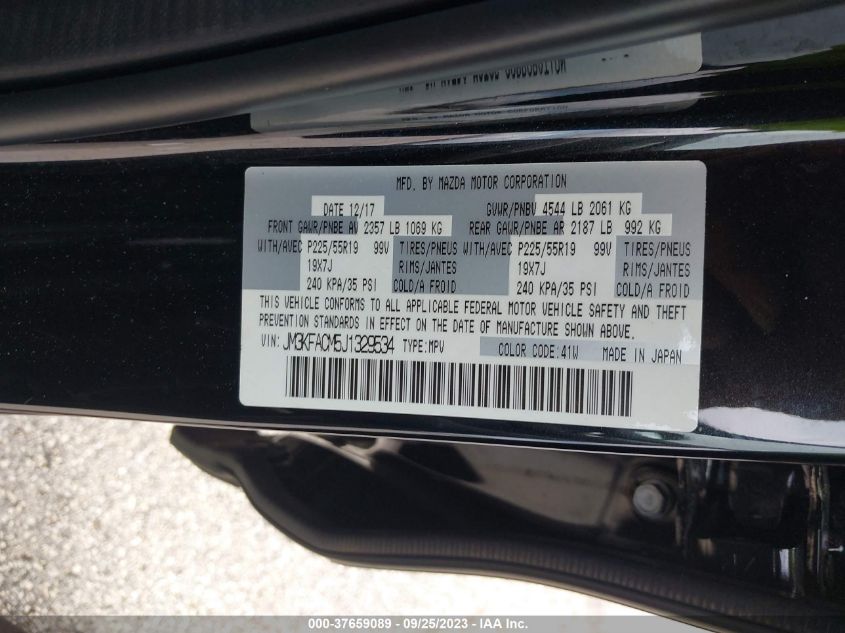 MFD. BY MAZDA MOTOR CORPORATION
DATE 12/17 GVWR/PNBV 4544 LB 2061 KG
FRONT GAWR/PNBE AV 2357 LB 1069 KG REAR GAWR/PNBE AR 2187 LB 992 KG
WITH/AVEC P225/55R19 99V TIRES/PNEUS WITH/AVEC P225/55R19 99V TIRES/PNEUS
19X7J RIMS/JANTES 19X7J RIMS/JANTES
240 KPA/35 PSI COLD/A FROID 240 KPA/35 PSI COLD/A FROID
THIS VEHICLE CONFORMS TO ALL APPLICABLE FEDERAL MOTOR VEHICLE SAFETY AND THEFT
PREVENTION STANDARDS IN EFFECT ON THE DATE OF MANUFACTURE SHOWN ABOVE.
VIN: JM3KFACM5J1329534 TYPE:MPV COLOR CODE:41W MADE IN JAPAN
000-37659089 - 09/25/2023 - IAA Inc.